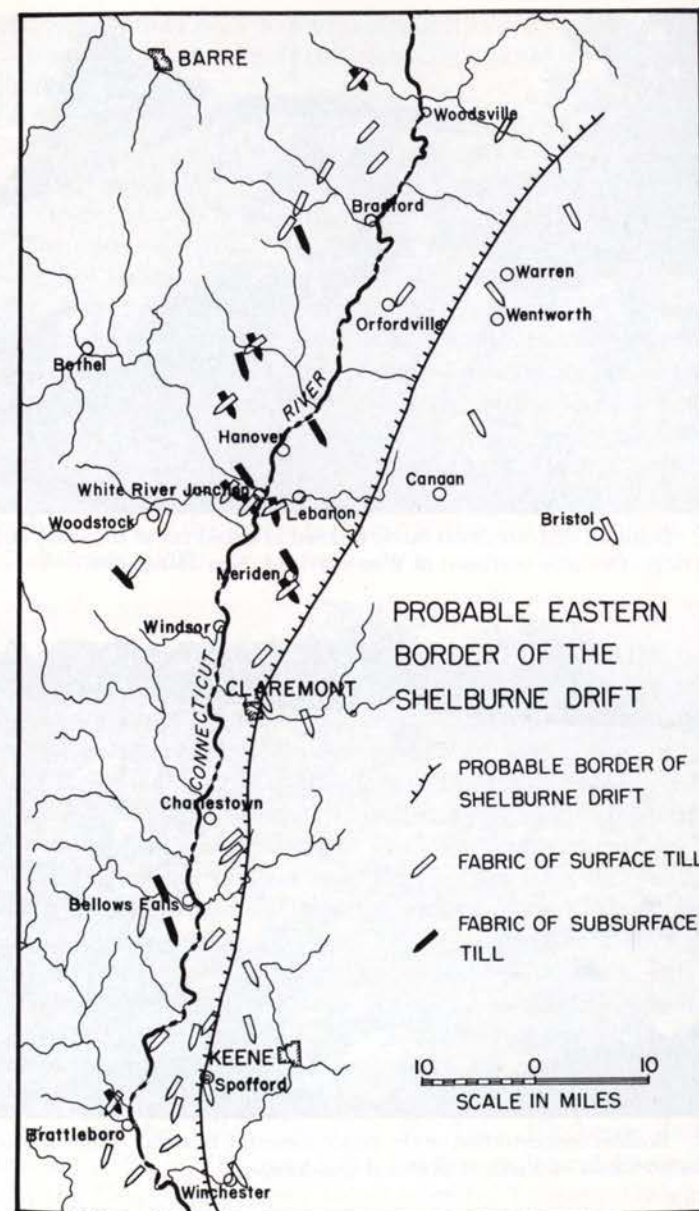 BARRE
Woodsville
Bradford
Warren
Orfordville
Wentworth
Bethel
RIVER
Hanover
White River Junction
Canaan
Woodstock
Lebanon
Bristol
Meriden
PROBABLE EASTERN
BORDER OF THE
SHELBURNE DRIFT
Windsor
CLAREMONT
CONNECTICUT
PROBABLE BORDER OF
SHELBURNE DRIFT
Charlestown
FABRIC OF SURFACE TILL
Bellows Falls
FABRIC OF SUBSURFACE
TILL
KEENE
Spofford
10 0 10
SCALE IN MILES
Brattleboro
Winchester